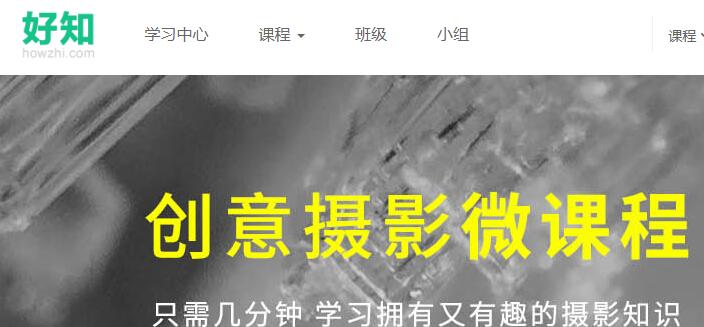 好知
howzhi.com
学习中心 课程 班级 小组 课程
创意摄影微课程
只需几分钟 学习拥有又有趣的摄影知识